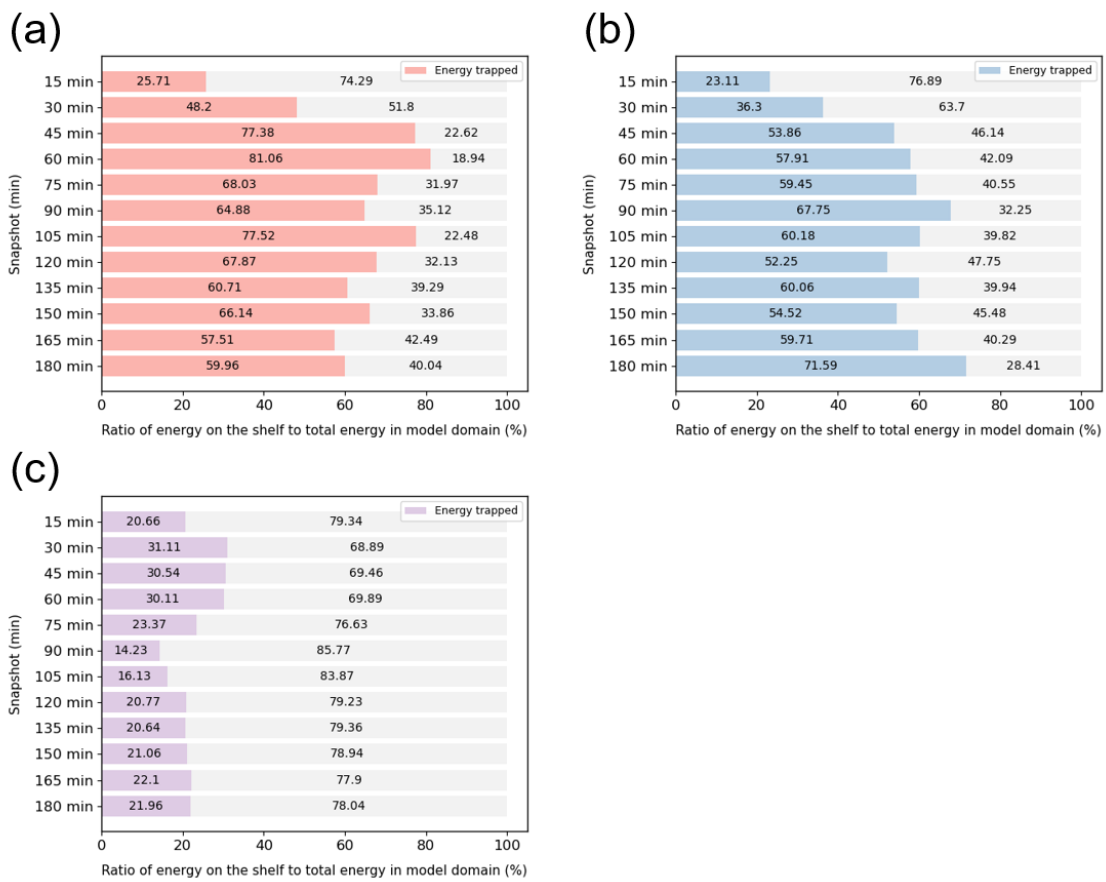 (a)
Energy trapped
15 min 25.71 74.29
30 min 48.2 51.8
45 min 77.38 22.62
60 min 81.06 18.94
75 min 68.03 31.97
90 min 64.88 35.12
105 min 77.52 22.48
120 min 67.87 32.13
135 min 60.71 39.29
150 min 66.14 33.86
165 min 57.51 42.49
180 min 59.96 40.04
Snapshot (min)
0 20 40 60 80 100
Ratio of energy on the shelf to total energy in model domain (%)
(b)
Energy trapped
15 min 23.11 76.89
30 min 36.3 63.7
45 min 53.86 46.14
60 min 57.91 42.09
75 min 59.45 40.55
90 min 67.75 32.25
105 min 60.18 39.82
120 min 52.25 47.75
135 min 60.06 39.94
150 min 54.52 45.48
165 min 59.71 40.29
180 min 71.59 28.41
Snapshot (min)
0 20 40 60 80 100
Ratio of energy on the shelf to total energy in model domain (%)
(c)
Energy trapped
15 min 20.66 79.34
30 min 31.11 68.89
45 min 30.54 69.46
60 min 30.11 69.89
75 min 23.37 76.63
90 min 14.23 85.77
105 min 16.13 83.87
120 min 20.77 79.23
135 min 20.64 79.36
150 min 21.06 78.94
165 min 22.1 77.9
180 min 21.96 78.04
Snapshot (min)
0 20 40 60 80 100
Ratio of energy on the shelf to total energy in model domain (%)